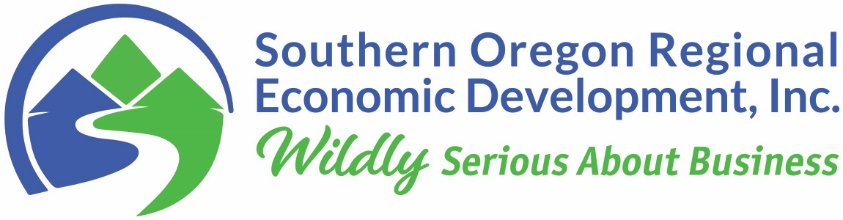 Southern Oregon Regional
Economic Development, Inc.
Wildly Serious About Business